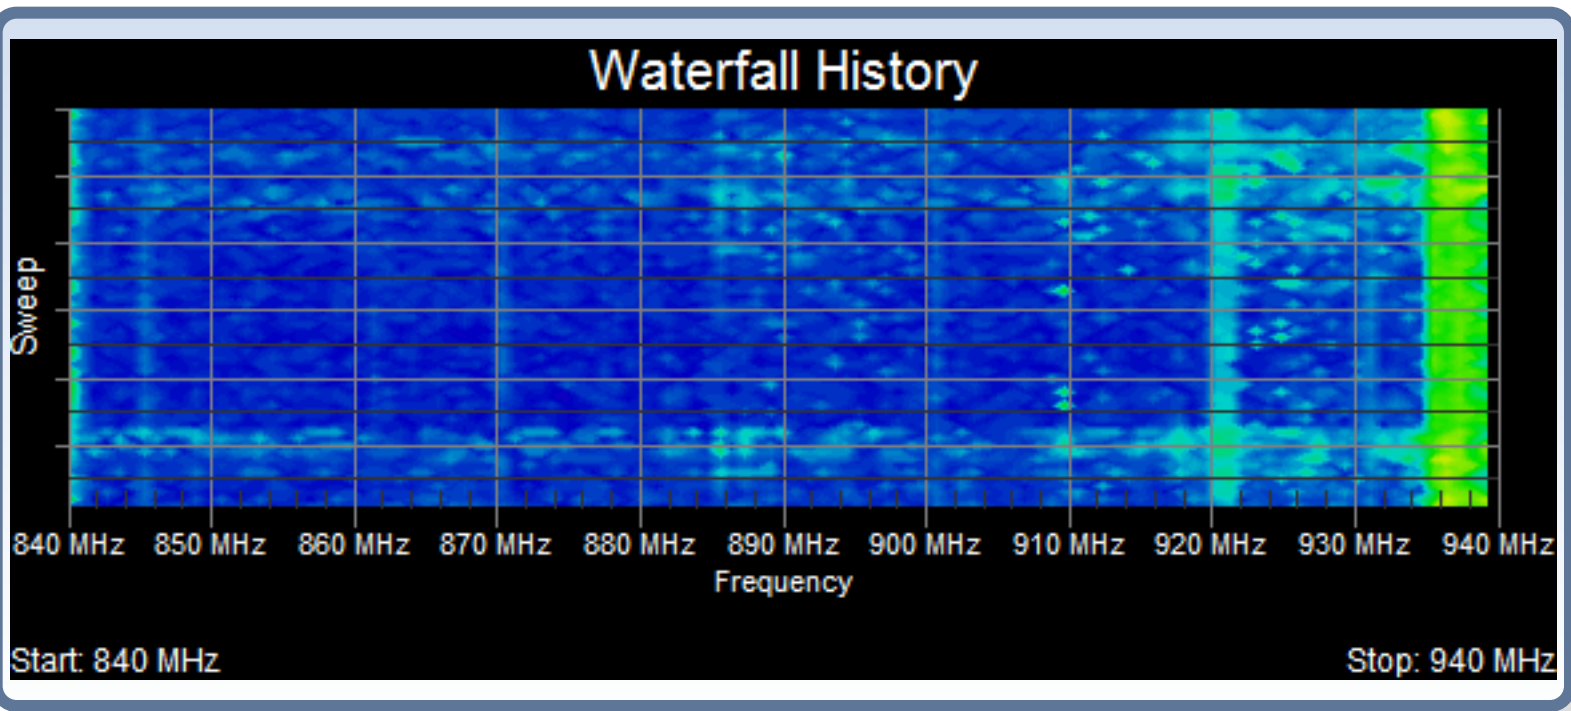 Waterfall History
Sweep
840 MHz 850 MHz 860 MHz 870 MHz 880 MHz 890 MHz 900 MHz 910 MHz 920 MHz 930 MHz 940 MHz
Frequency
Start: 840 MHz Stop: 940 MHz